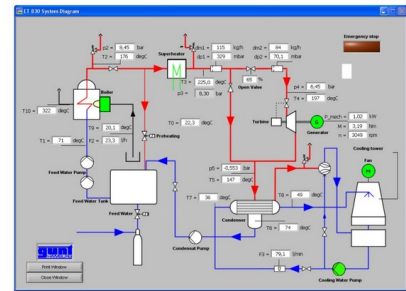 ET 830 System Diagram
p2 = 6,45 bar
T2 = 176 degC
Superheater
dm1 = 115 kg/h
dp1 = 329 mbar
dm2 = 84 kg/h
dp2 = 70,1 mbar
Emergency stop
T3 = 225,0 degC
p3 = 8,30 bar
65 %
Open Valve
p4 = 6,45 bar
T4 = 197 degC
Boiler
T10 = 322 degC
T0 = 22,3 degC
Turbine
G
Generator
P_mech = 1,02 kW
M = 3,19 Nm
n = 3049 rpm
T9 = 20,1 degC
F2 = 23,3 l/h
T1 = 71 degC
Preheating
Cooling tower
Fan
M
p5 = -0,553 bar
T5 = 147 degC
Feed Water Pump
Feed Water Tank
T7 = 36 degC
T8 = 43 degC
Feed Water
Condenser
T6 = 74 degC
Condensat Pump
gunt
Print Window
Close Window
F3 = 79,1 l/min
Cooling Water Pump